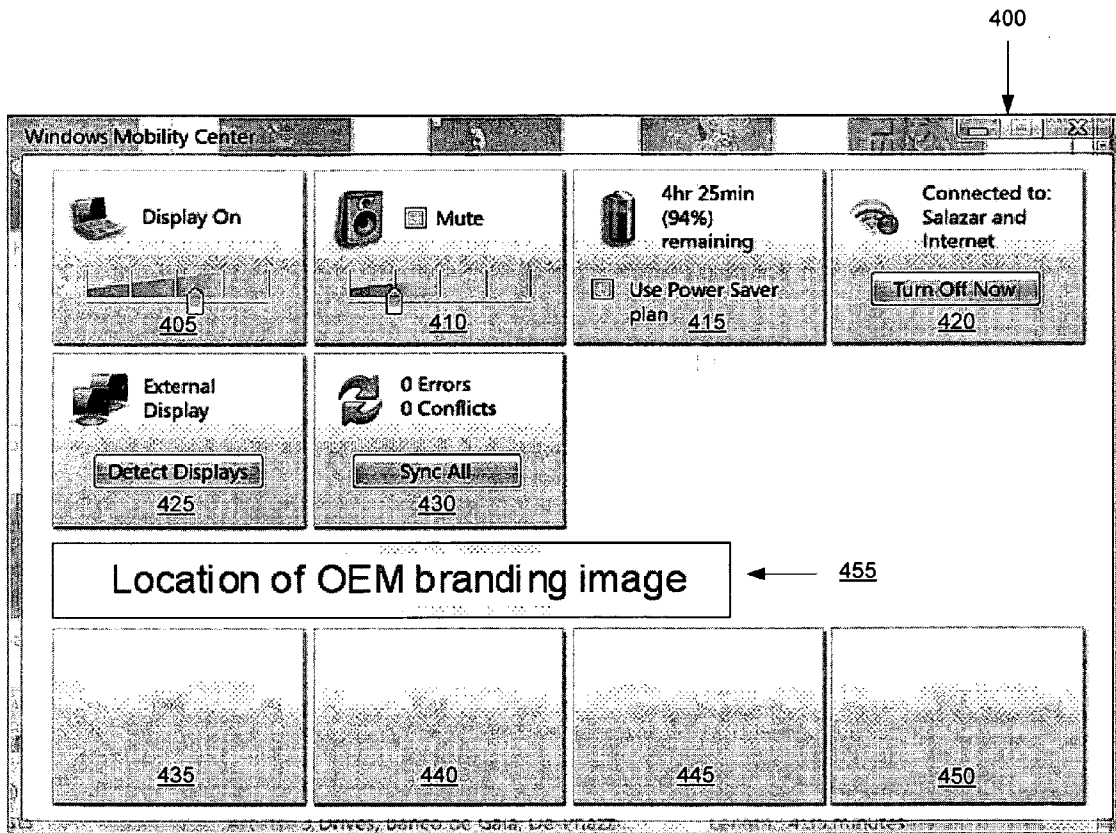 400
Windows Mobility Center
Display On
405
Mute
410
4hr 25min
(94%)
remaining
Use Power Saver
plan
415
Connected to:
Salazar and
Internet
Turn Off Now
420
External
Display
Detect Displays
425
0 Errors
0 Conflicts
Sync All
430
Location of OEM branding image
455
435
440
445
450